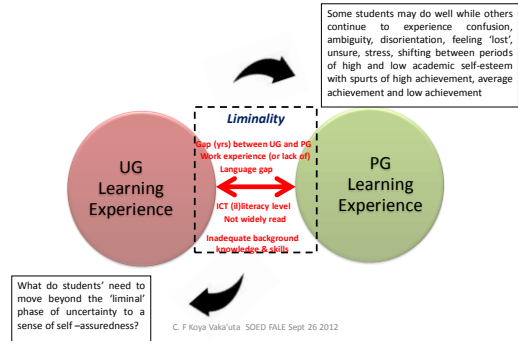 Some students may do well while others
continue to experience confusion,
ambiguity, disorientation, feeling ‘lost’,
unsure, stress, shifting between periods
of high and low academic self-esteem
with spurts of high achievement, average
achievement and low achievement
Liminality
Gap (yrs) between UG and PG
Work experience (or lack of)
Language gap
UG
Learning
Experience
PG
Learning
Experience
ICT (il)literacy level
Not widely read
Inadequate background
knowledge & skills
What do students’ need to
move beyond the ‘liminal’
phase of uncertainty to a
sense of self –assuredness?
C. F Koya Vaka'uta SOED FALE Sept 26 2012